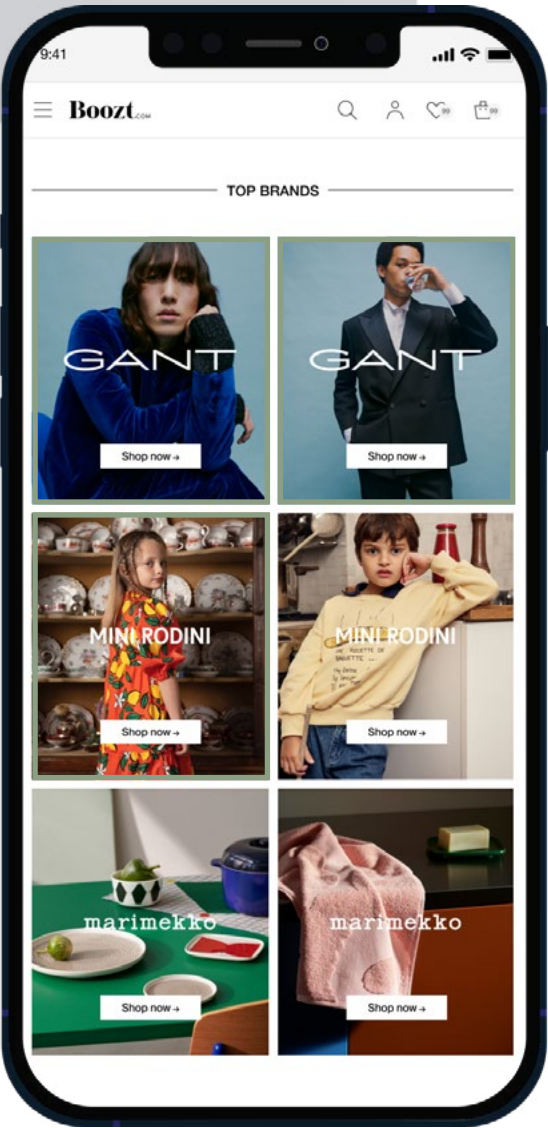 9:41
Boozt.COM
99
99
TOP BRANDS
GANT
Shop now →
GANT
Shop now →
MINI RODINI
Shop now →
MINI RODINI
Shop now →
marimekko
Shop now →
marimekko
Shop now →